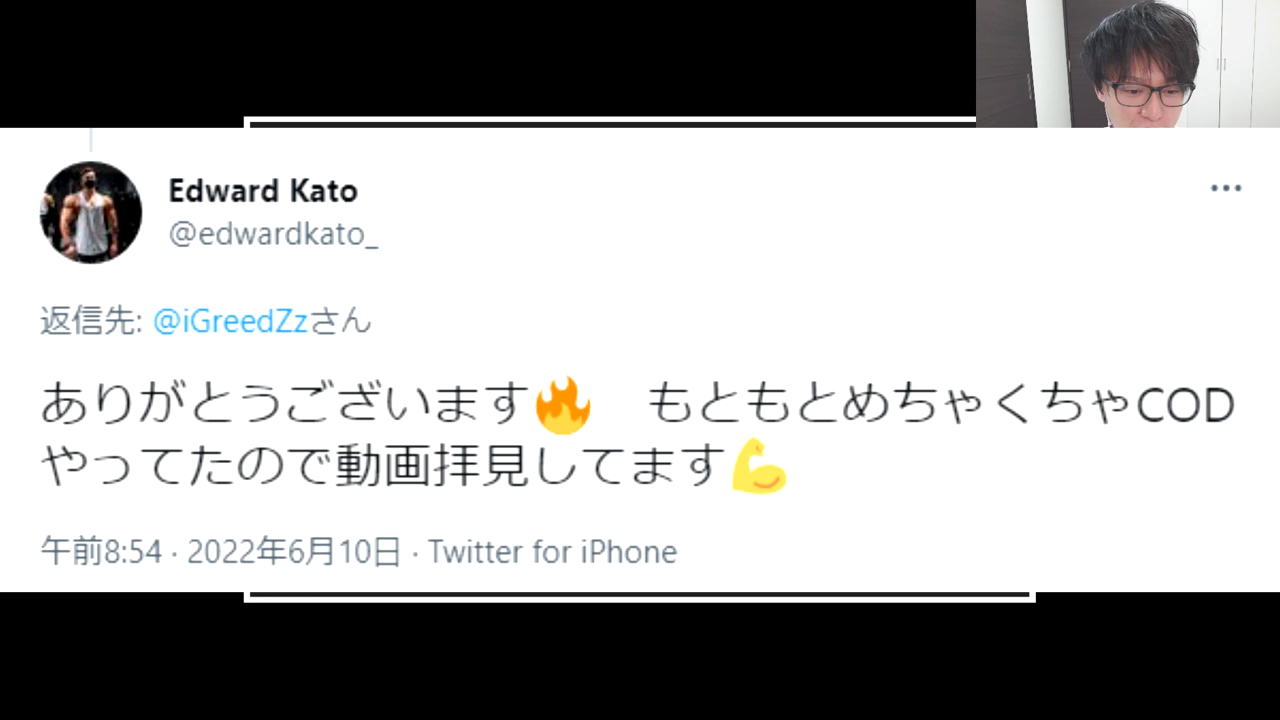 Edward Kato
@edwardkato_
返信先: @iGreedZzさん
ありがとうございます🔥　もともとめちゃくちゃCOD
やってたので動画拝見してます💪
午前8:54 · 2022年6月10日 · Twitter for iPhone